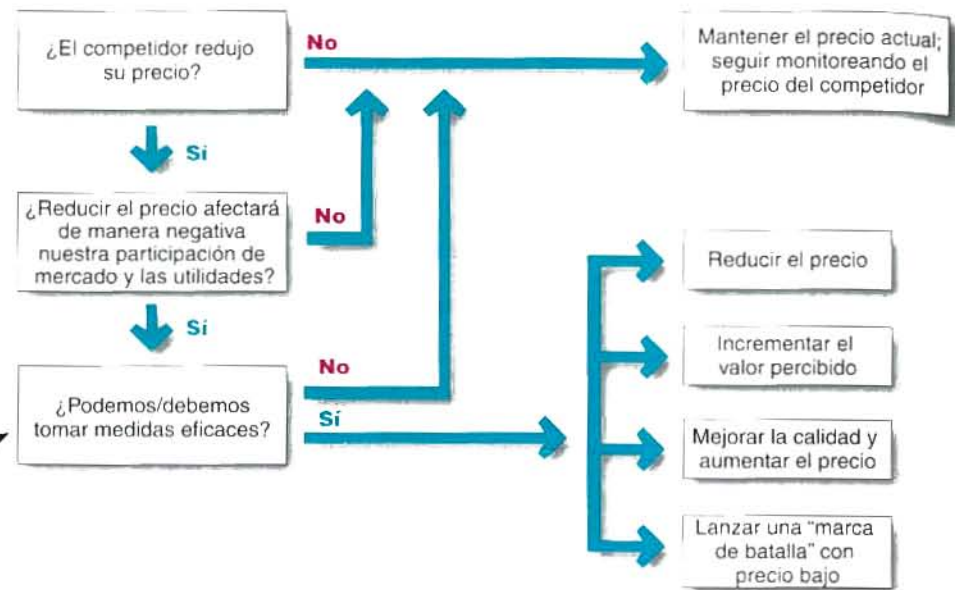 ¿El competidor redujo
su precio?
No
Mantener el precio actual;
seguir monitoreando el
precio del competidor
Sí
¿Reducir el precio afectará
de manera negativa
nuestra participación de
mercado y las utilidades?
No
Sí
Reducir el precio
Incrementar el
valor percibido
¿Podemos/debemos
tomar medidas eficaces?
No
Sí
Mejorar la calidad y
aumentar el precio
Lanzar una "marca
de batalla" con
precio bajo